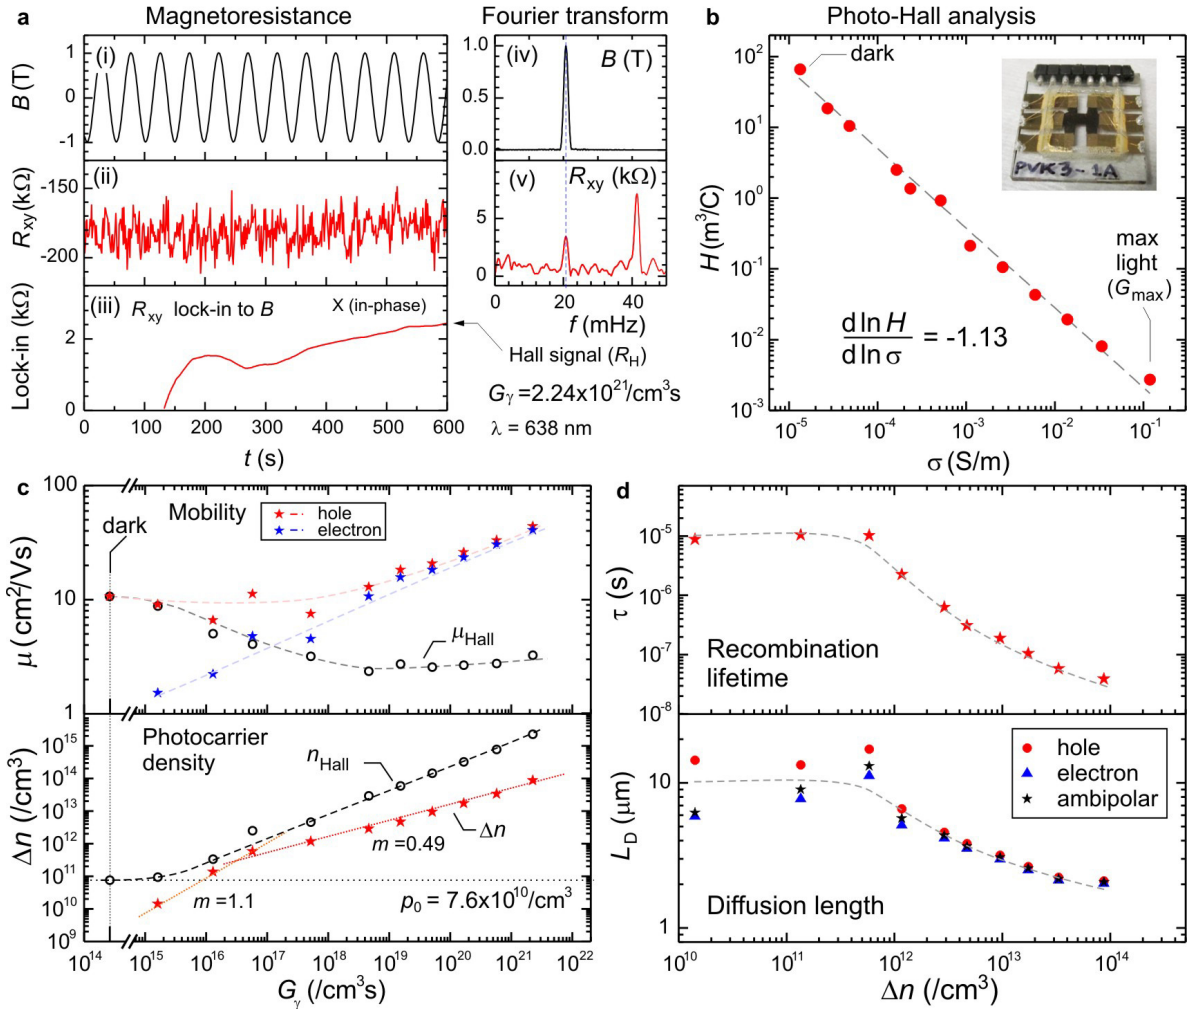 a Magnetoresistance Fourier transform
(i)
B (T)
1
0
-1
(ii)
Rxy(kΩ)
-150
-200
(iii) Rxy lock-in to B X (in-phase)
Lock-in (kΩ)
2
0
0 100 200 300 400 500 600
t (s)
(iv) B (T)
1.0
0.5
0.0
(v) Rxy (kΩ)
5
0
0 20 40
f (mHz)
Hall signal (RH)
Gγ =2.24x10²¹/cm³s
λ = 638 nm
b Photo-Hall analysis
H (m³/C)
10² 
10¹
10⁰
10⁻¹
10⁻²
10⁻³
dark
PVK3-1A
max
light
(Gmax)
d ln H
d ln σ
= -1.13
10⁻⁵ 10⁻⁴ 10⁻³ 10⁻² 10⁻¹
σ (S/m)
c
Mobility
dark
hole
electron
μ (cm²/Vs)
100
10
1
μHall
Photocarrier
density
nHall
Δn
m =0.49
m =1.1
p₀ = 7.6x10¹⁰/cm³
Δn (/cm³)
10¹⁵
10¹⁴
10¹³
10¹²
10¹¹
10¹⁰
10⁹
10¹⁴ 10¹⁵ 10¹⁶ 10¹⁷ 10¹⁸ 10¹⁹ 10²⁰ 10²¹ 10²²
Gγ (/cm³s)
d
τ (s)
10⁻⁵
10⁻⁶
10⁻⁷
10⁻⁸
Recombination
lifetime
hole
electron
ambipolar
LD (μm)
10
1
Diffusion length
10¹⁰ 10¹¹ 10¹² 10¹³ 10¹⁴
Δn (/cm³)